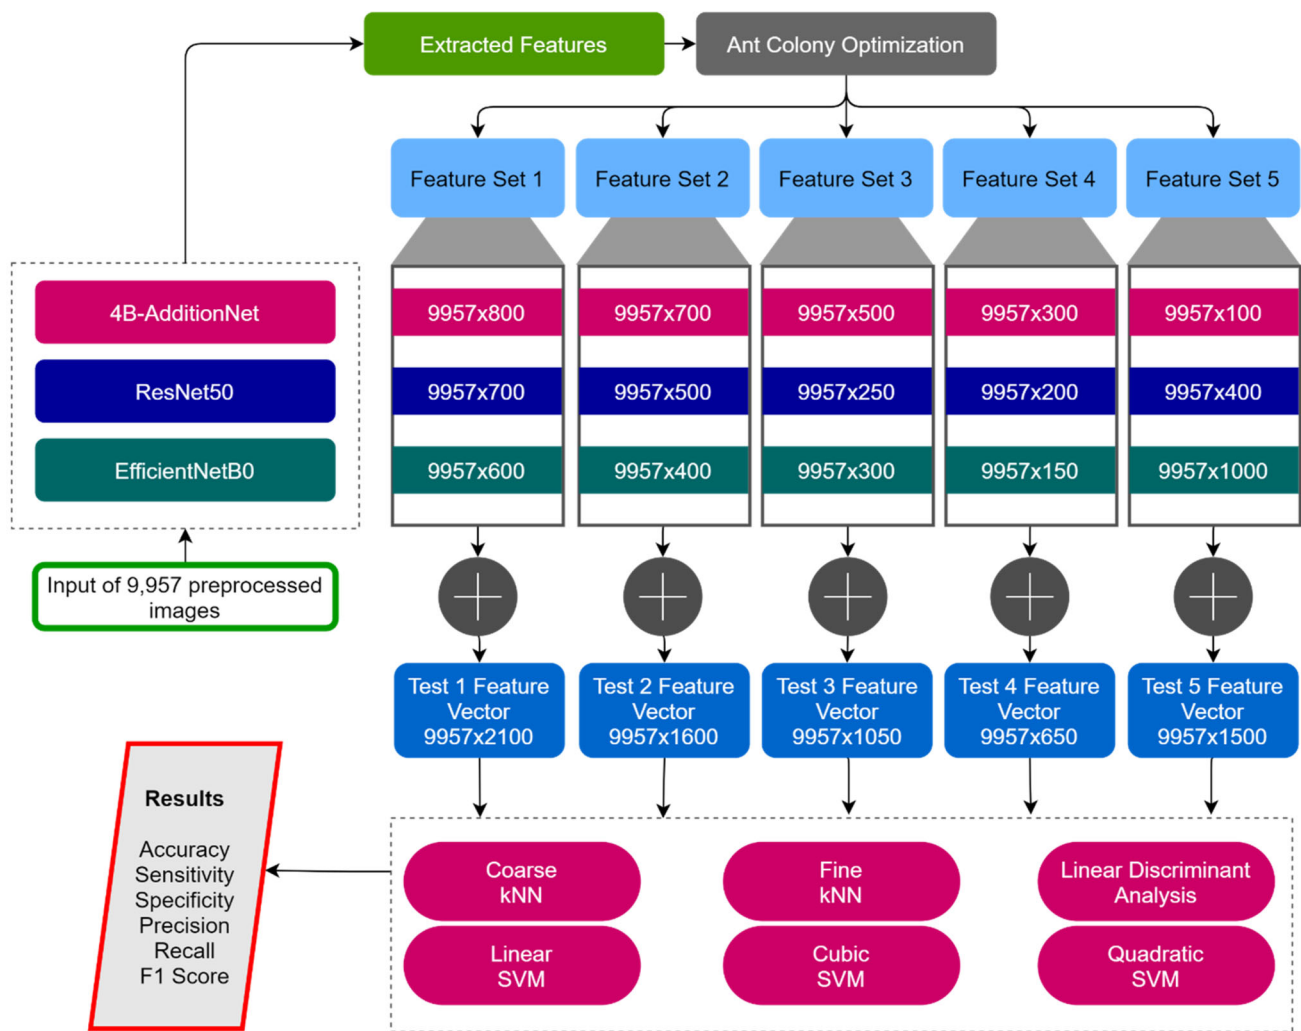 Extracted Features
Ant Colony Optimization
Feature Set 1
Feature Set 2
Feature Set 3
Feature Set 4
Feature Set 5
4B-AdditionNet
ResNet50
EfficientNetB0
Input of 9,957 preprocessed
images
9957x800
9957x700
9957x500
9957x300
9957x100
9957x700
9957x500
9957x250
9957x200
9957x400
9957x600
9957x400
9957x300
9957x150
9957x1000
Test 1 Feature
Vector
9957x2100
Test 2 Feature
Vector
9957x1600
Test 3 Feature
Vector
9957x1050
Test 4 Feature
Vector
9957x650
Test 5 Feature
Vector
9957x1500
Results
Accuracy
Sensitivity
Specificity
Precision
Recall
F1 Score
Coarse
kNN
Fine
kNN
Linear Discriminant
Analysis
Linear
SVM
Cubic
SVM
Quadratic
SVM